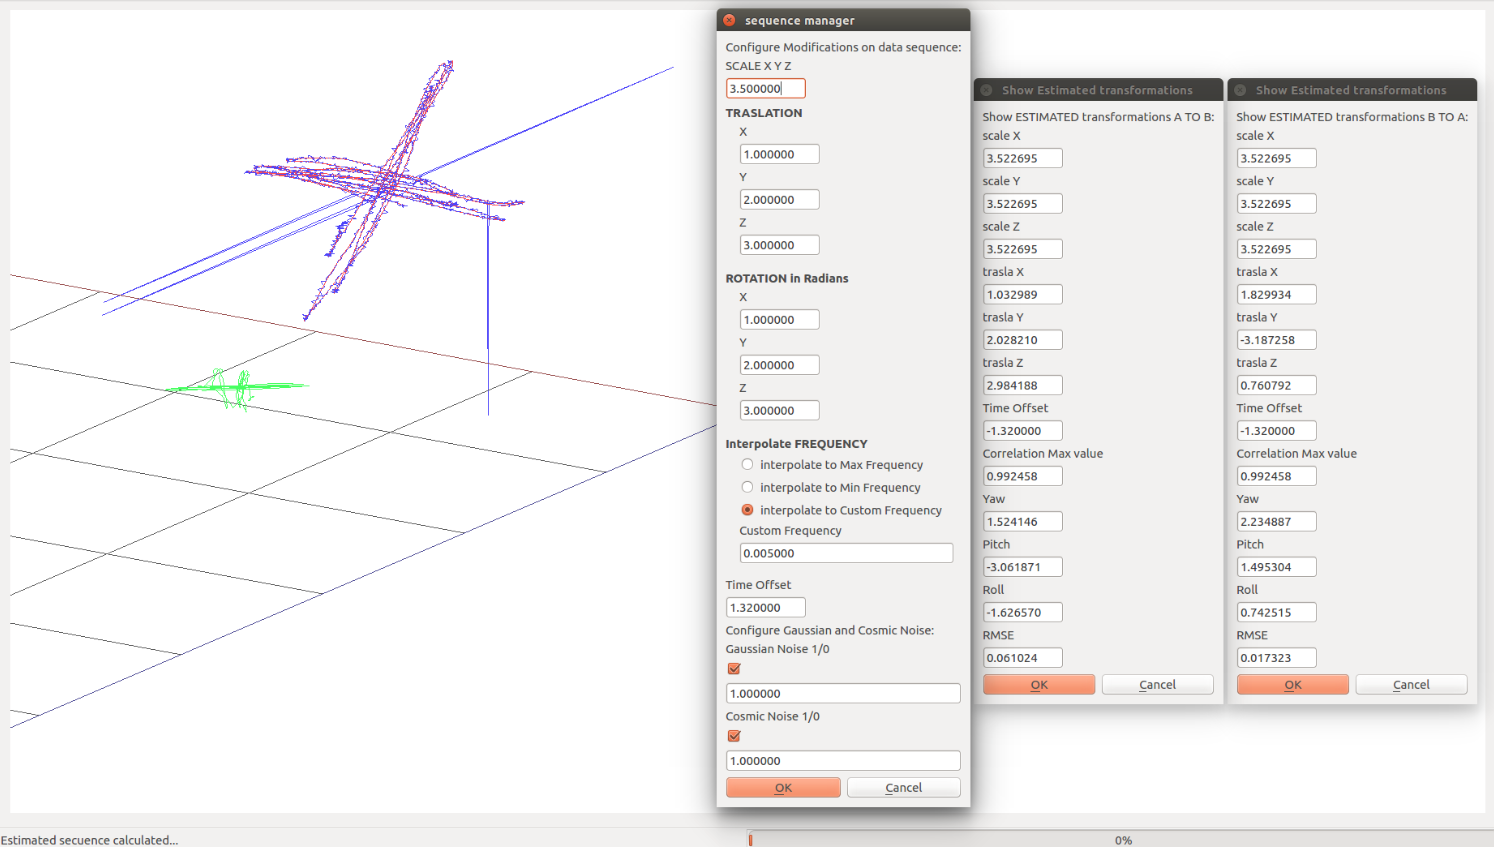 sequence manager
Configure Modifications on data sequence:
SCALE X Y Z
3.500000
TRASLATION
X
1.000000
Y
2.000000
Z
3.000000
ROTATION in Radians
X
1.000000
Y
2.000000
Z
3.000000
Interpolate FREQUENCY
interpolate to Max Frequency
interpolate to Min Frequency
interpolate to Custom Frequency
Custom Frequency
0.005000
Time Offset
1.320000
Configure Gaussian and Cosmic Noise:
Gaussian Noise 1/0
1.000000
Cosmic Noise 1/0
1.000000
OK Cancel
Show Estimated transformations
Show ESTIMATED transformations A TO B:
scale X
3.522695
scale Y
3.522695
scale Z
3.522695
trasla X
1.032989
trasla Y
2.028210
trasla Z
2.984188
Time Offset
-1.320000
Correlation Max value
0.992458
Yaw
1.524146
Pitch
-3.061871
Roll
-1.626570
RMSE
0.061024
OK Cancel
Show Estimated transformations
Show ESTIMATED transformations B TO A:
scale X
3.522695
scale Y
3.522695
scale Z
3.522695
trasla X
1.829934
trasla Y
-3.187258
trasla Z
0.760792
Time Offset
-1.320000
Correlation Max value
0.992458
Yaw
2.234887
Pitch
1.495304
Roll
0.742515
RMSE
0.017323
OK Cancel
Estimated secuence calculated...
0%